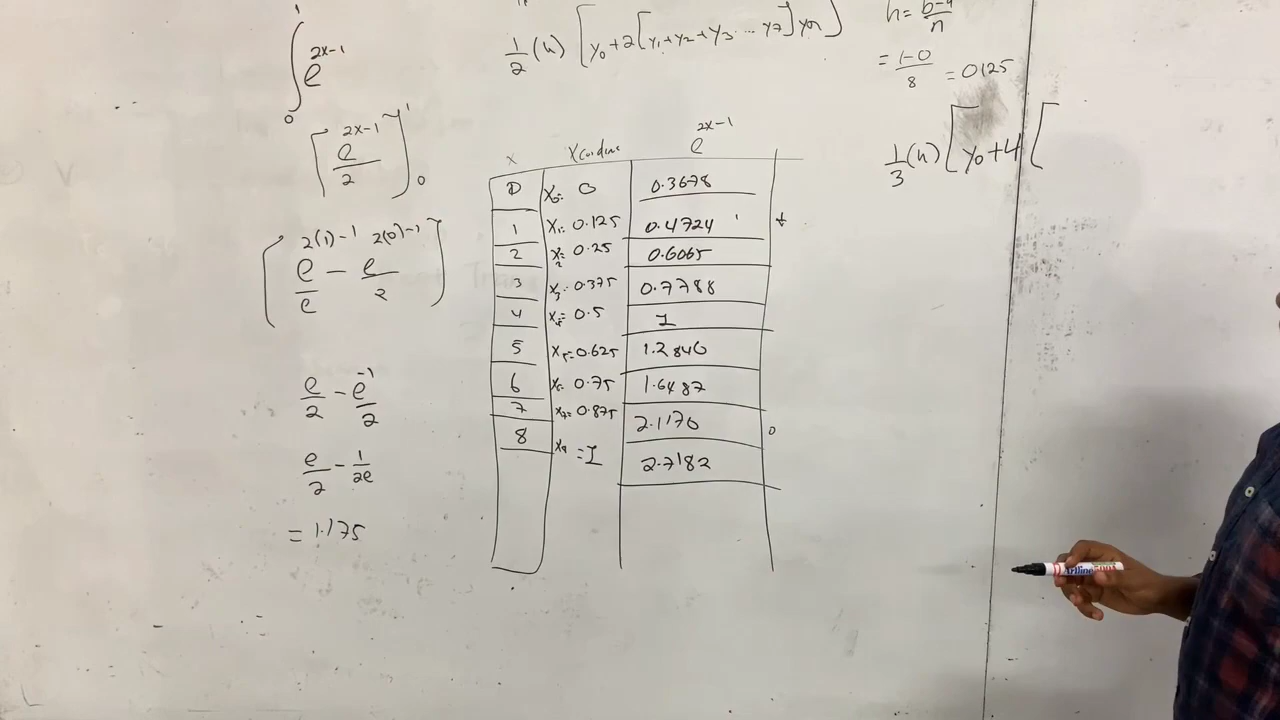 ∫₀¹ e^{2x-1}
[e^{2x-1}/2]₀¹
[e^{2(1)-1}/e - e^{2(0)-1}/2]
e/2 - e^{-1}/2
e/2 - 1/2e
= 1.175
1/2 (h) [y₀ + 2[y₁+y₂+y₃ ... y₇] yn]
x xcordine e^{2x-1}
0 x₀= 0 0.3678
1 x₁= 0.125 0.4724
2 x₂= 0.25 0.6065
3 x₃= 0.375 0.7788
4 x₄= 0.5 1
5 x₅=0.625 1.2840
6 x₆= 0.75 1.6487
7 x₇= 0.875 2.1170
8 x₈ = 1 2.7182
h = b-a/n
= 1-0/8 = 0.125
1/3 (h) [y₀ + 4 [
Artline